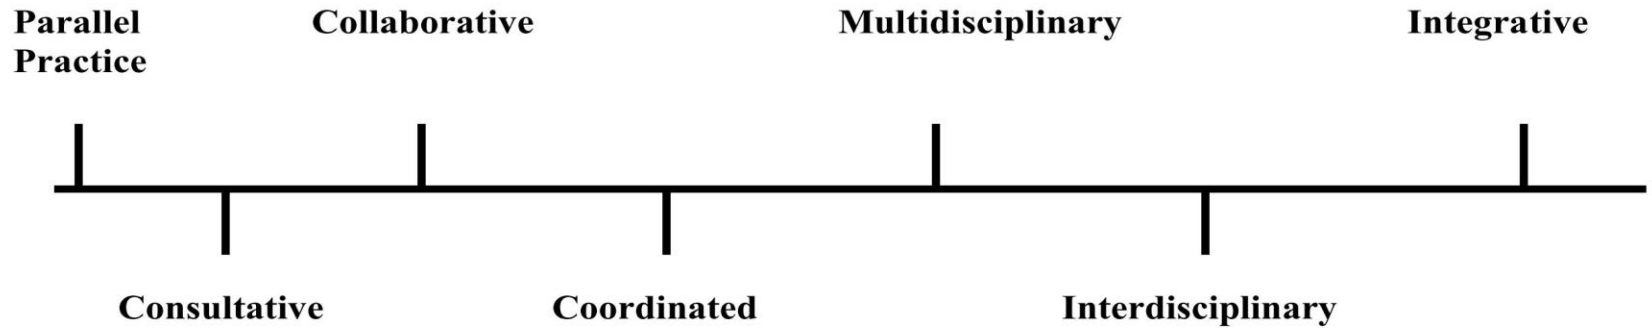 Parallel
Practice
Collaborative
Multidisciplinary
Integrative
Consultative
Coordinated
Interdisciplinary